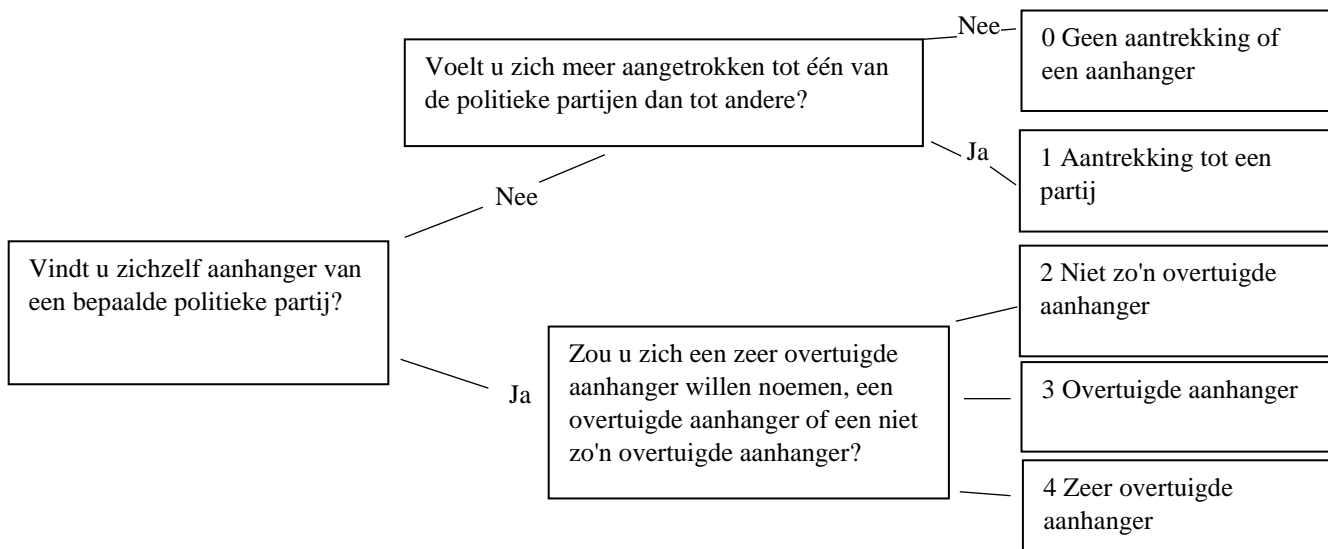 Nee
0 Geen aantrekking of
een aanhanger
Voelt u zich meer aangetrokken tot één van
de politieke partijen dan tot andere?
Ja
1 Aantrekking tot een
partij
Nee
Vindt u zichzelf aanhanger van
een bepaalde politieke partij?
2 Niet zo'n overtuigde
aanhanger
Ja
Zou u zich een zeer overtuigde
aanhanger willen noemen, een
overtuigde aanhanger of een niet
zo'n overtuigde aanhanger?
3 Overtuigde aanhanger
4 Zeer overtuigde
aanhanger